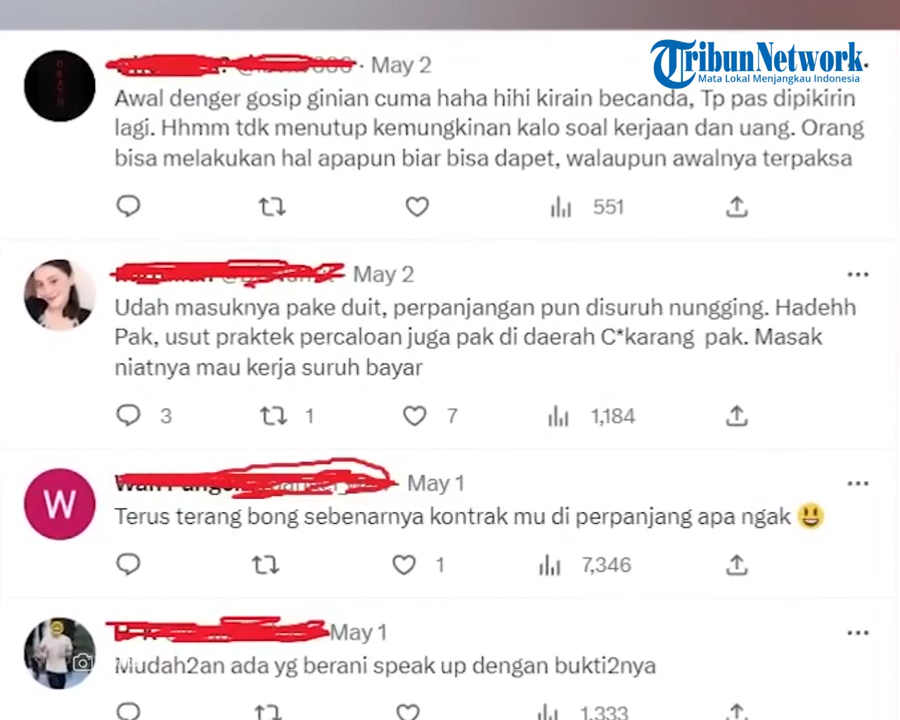 TribunNetwork.
Mata Lokal Menjangkau Indonesia
· May 2
Awal denger gosip ginian cuma haha hihi kirain becanda, Tp pas dipikirin
lagi. Hhmm tdk menutup kemungkinan kalo soal kerjaan dan uang. Orang
bisa melakukan hal apapun biar bisa dapet, walaupun awalnya terpaksa
551
May 2
Udah masuknya pake duit, perpanjangan pun disuruh nungging. Hadehh
Pak, usut praktek percaloan juga pak di daerah C*karang pak. Masak
niatnya mau kerja suruh bayar
3 1 7 1,184
W
May 1
Terus terang bong sebenarnya kontrak mu di perpanjang apa ngak
1 7,346
May 1
Mudah2an ada yg berani speak up dengan bukti2nya
1,333